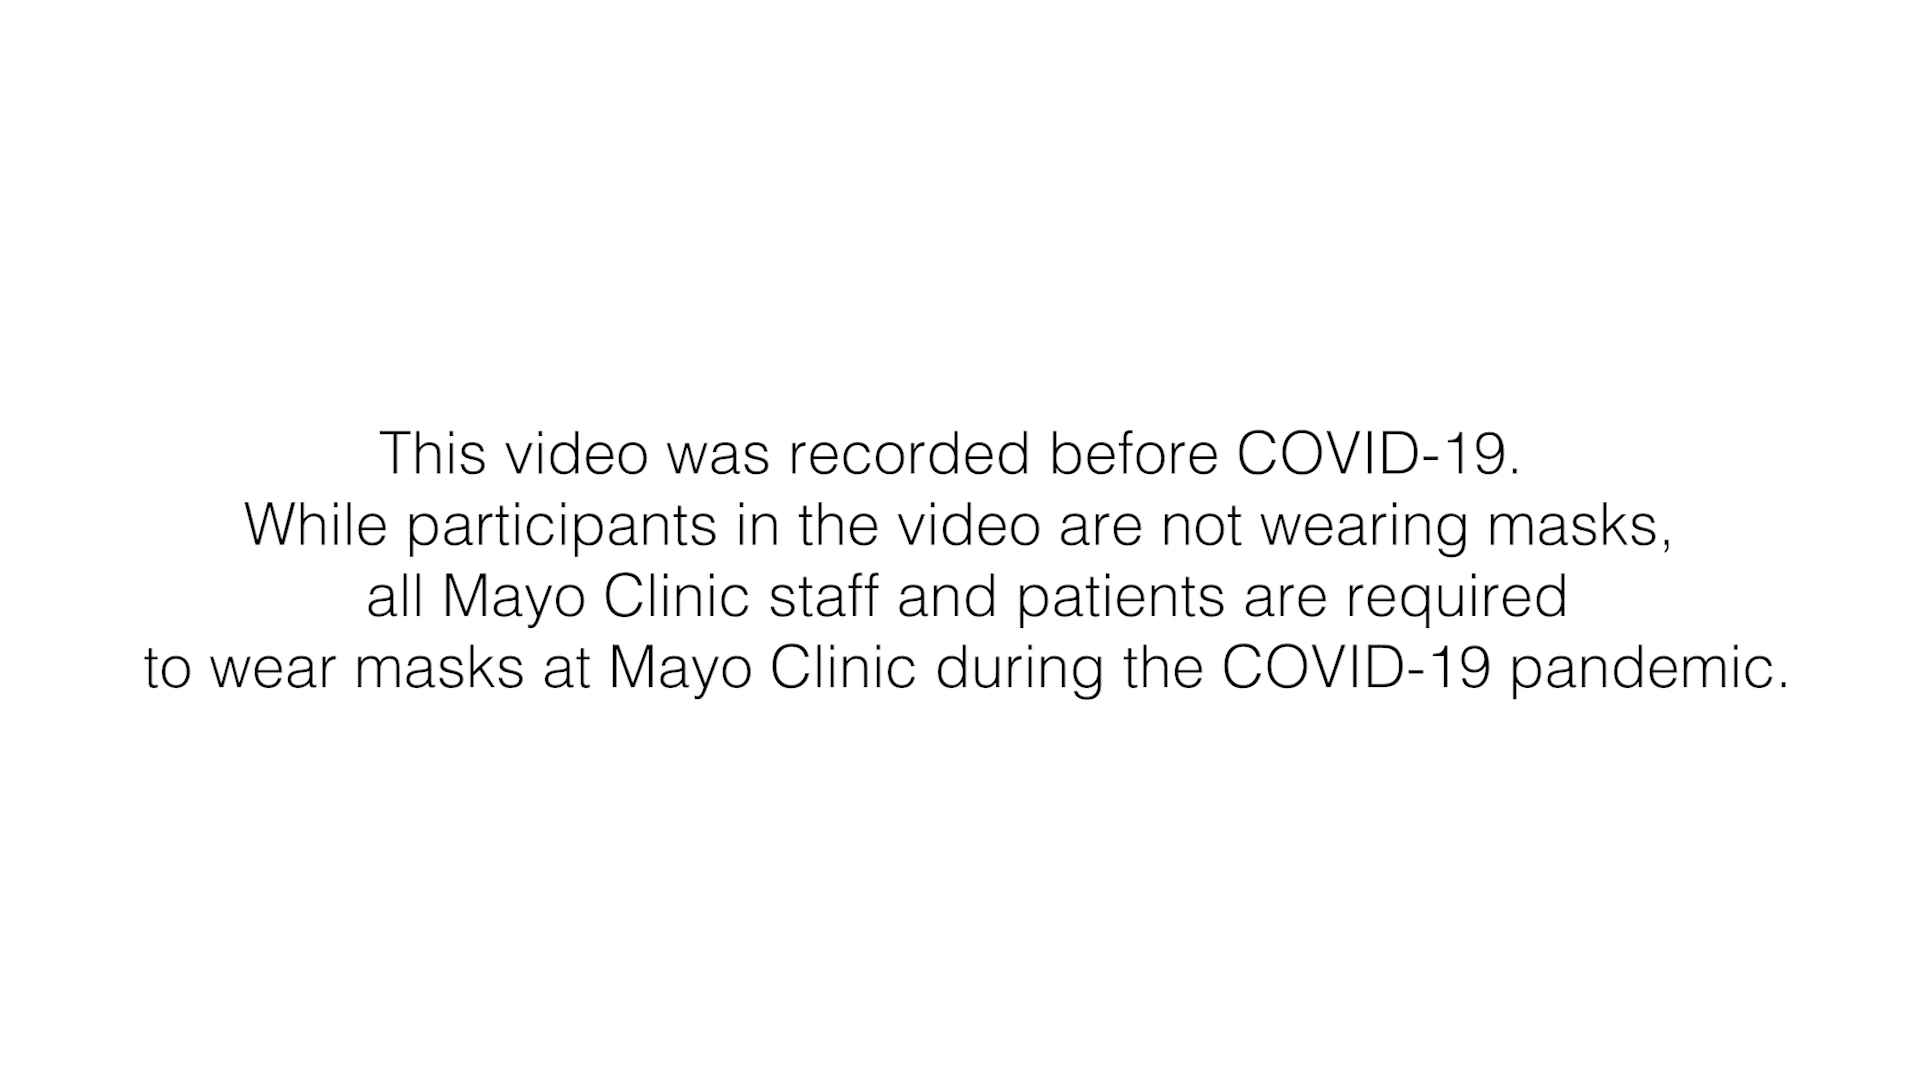 This video was recorded before COVID-19.
While participants in the video are not wearing masks,
all Mayo Clinic staff and patients are required
to wear masks at Mayo Clinic during the COVID-19 pandemic.